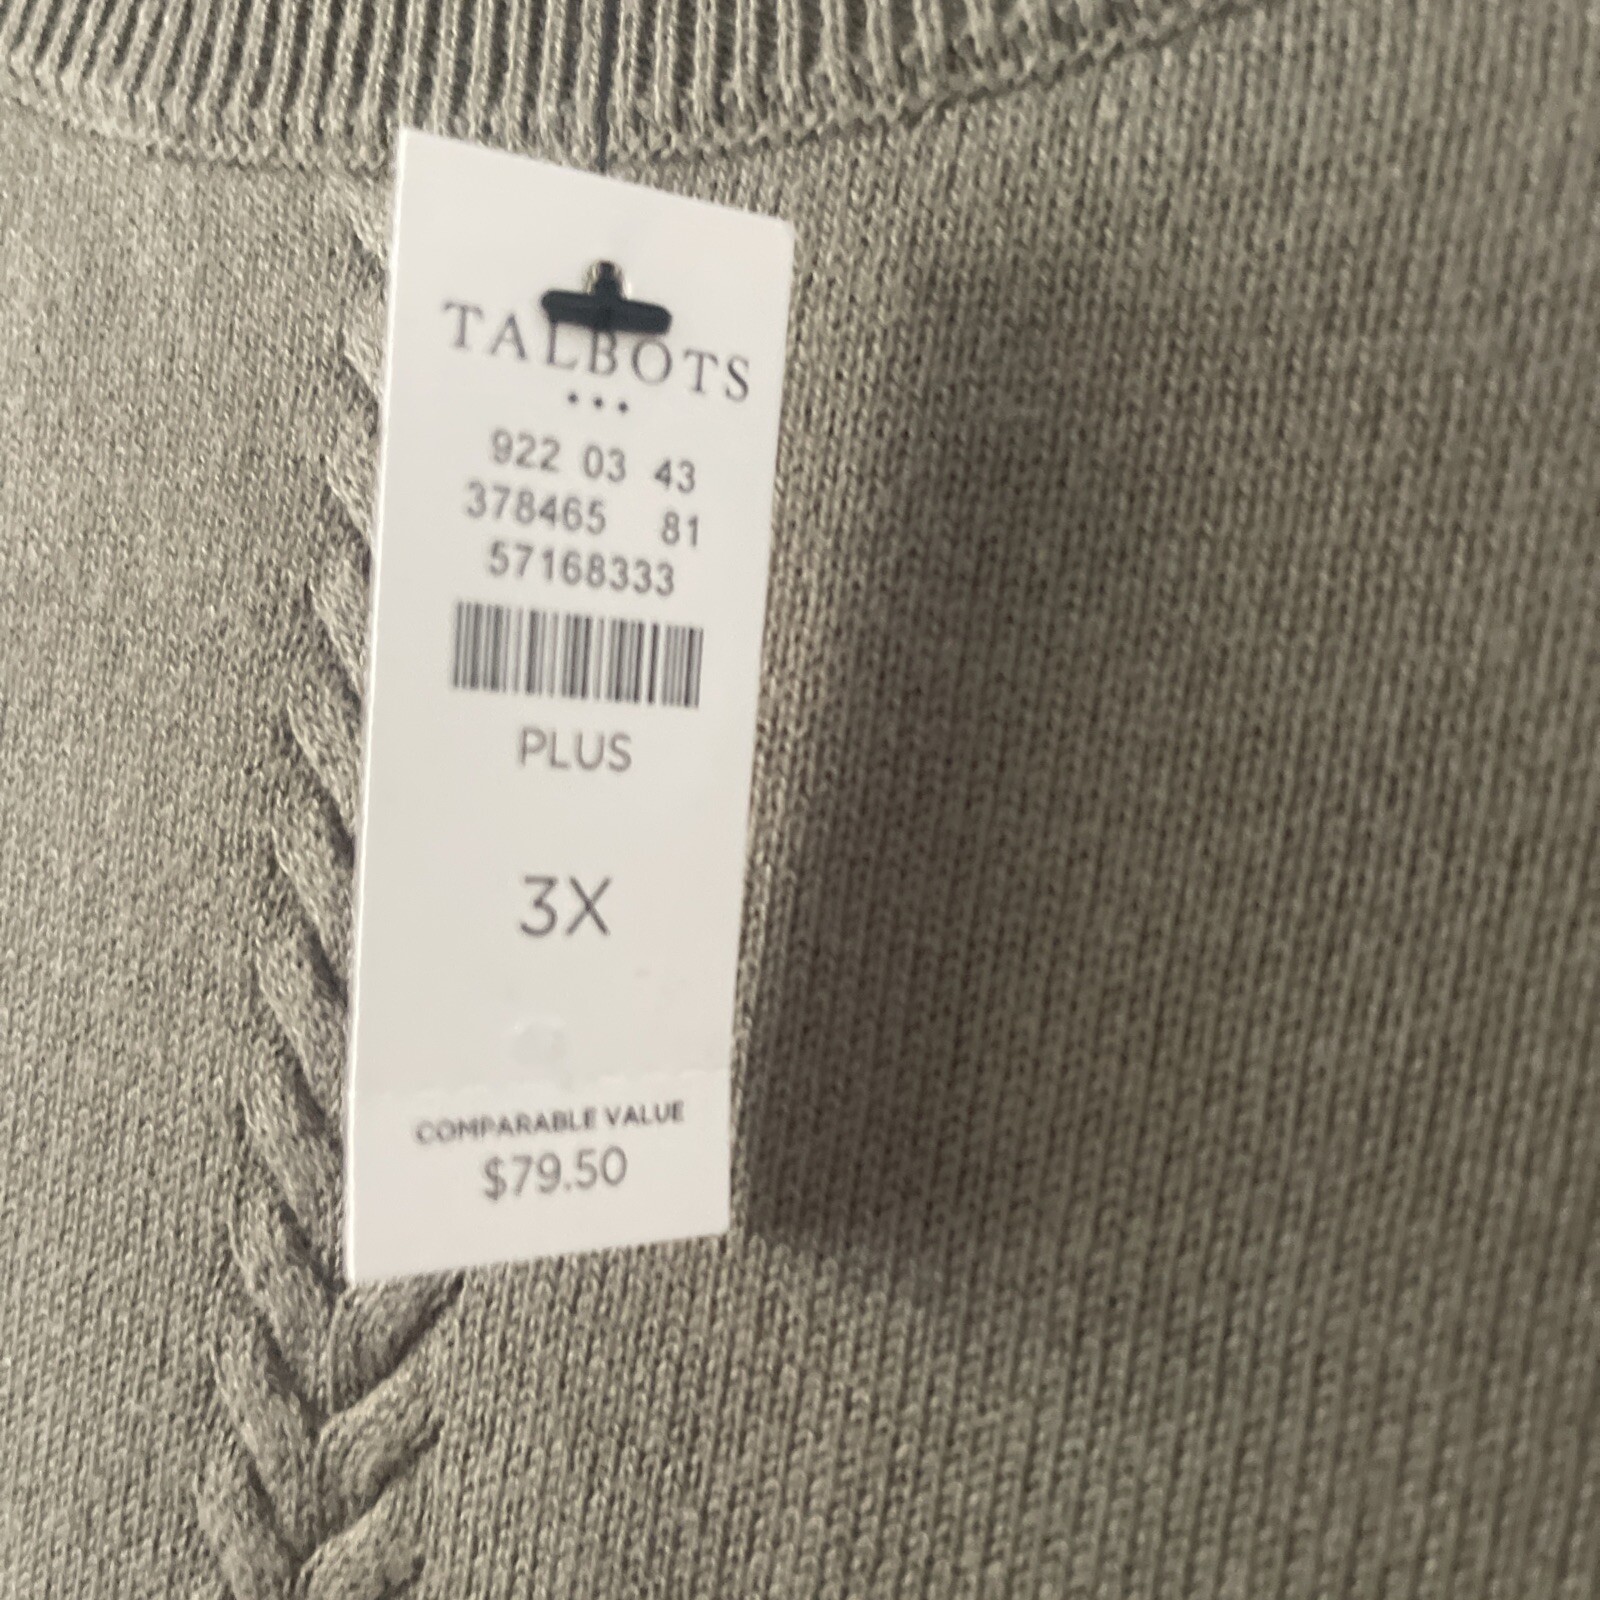 TALBOTS
922 03 43
378465 81
57168333
PLUS
3X
COMPARABLE VALUE
$79.50